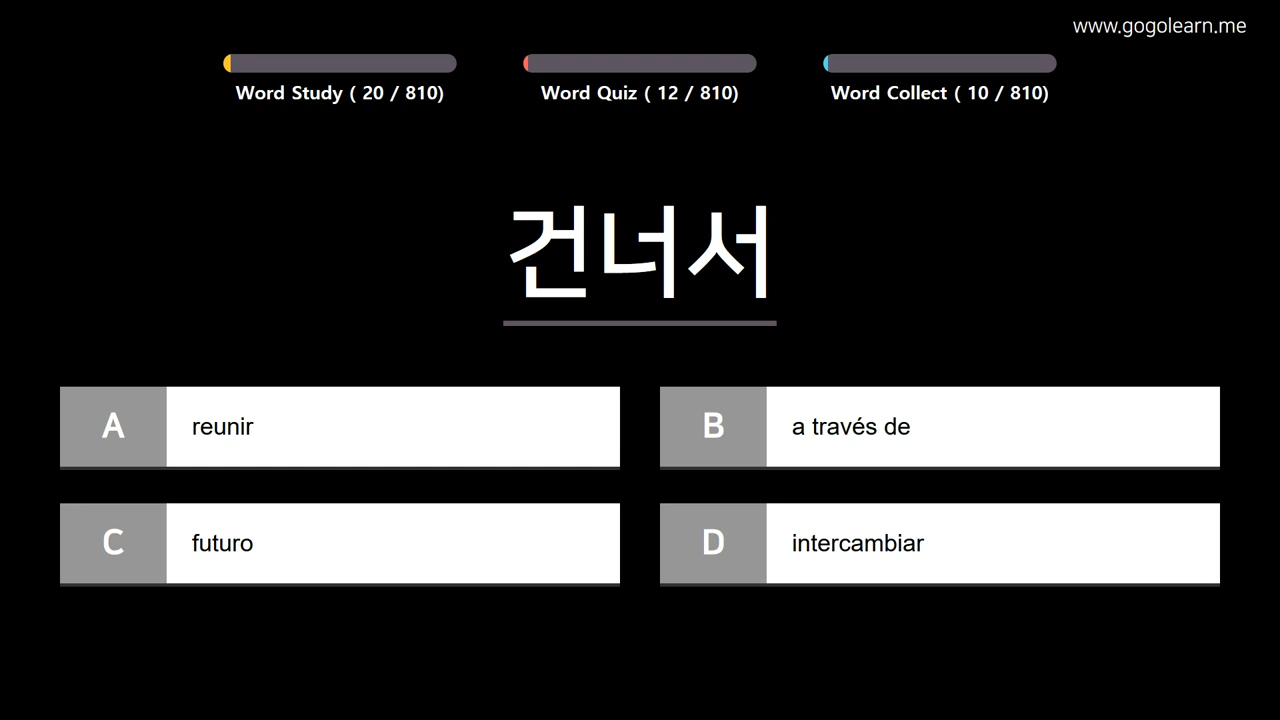 www.gogolearn.me
Word Study ( 20 / 810)
Word Quiz ( 12 / 810)
Word Collect ( 10 / 810)
건너서
A reunir
B a través de
C futuro
D intercambiar